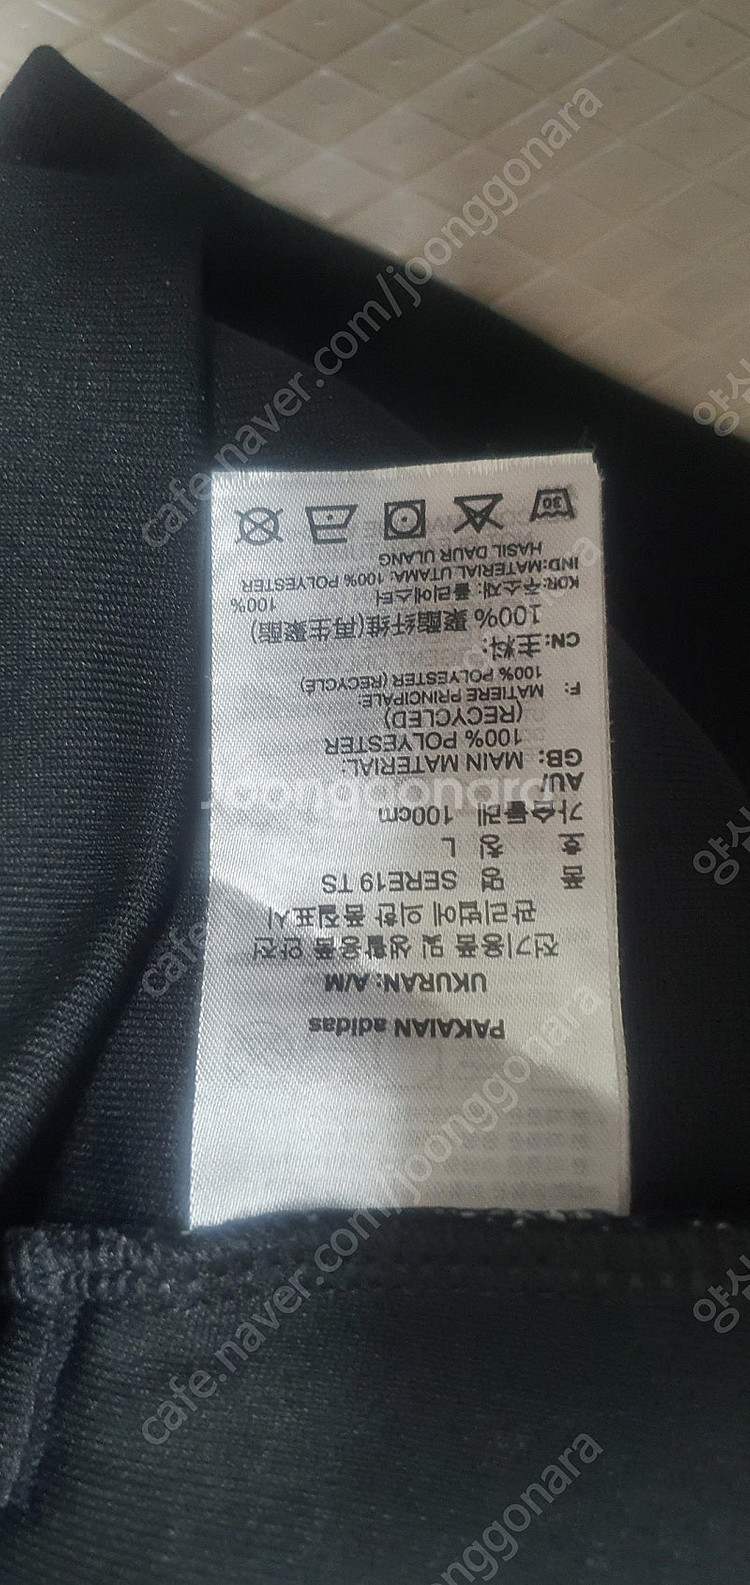 PAKAIAN adidas
UKURAN: A/M
전기용품 및 생활용품 안전
관리법에 의한 품질표시
품 명 SERE19 TS
호 칭 L
가슴둘레 100cm
AU/
GB: MAIN MATERIAL:
100% POLYESTER
(RECYCLED)
F: MATIERE PRINCIPALE:
100% POLYESTER (RECYCLÉ)
CN: 主料:
100% 聚酯纤维(再生聚酯)
KOR: 주소재: 폴리에스터 100%
IND:MATERIAL UTAMA: 100% POLYESTER
HASIL DAUR ULANG
30
joonggonara
cafe.naver.com/joonggonara
cafe.naver.com/joonggonara
cafe.naver.com/joonggonara
joonggonara